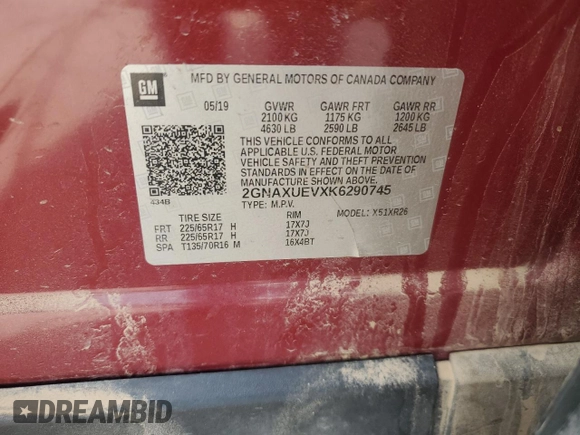 GM
MFD BY GENERAL MOTORS OF CANADA COMPANY
05/19 GVWR GAWR FRT GAWR RR
2100 KG 1175 KG 1200 KG
4630 LB 2590 LB 2645 LB
THIS VEHICLE CONFORMS TO ALL
APPLICABLE U.S. FEDERAL MOTOR
VEHICLE SAFETY AND THEFT PREVENTION
STANDARDS IN EFFECT ON THE DATE OF
MANUFACTURE SHOWN ABOVE.
434B 2GNAXUEVXK6290745
TYPE: M.P.V. MODEL: X51XR26
TIRE SIZE RIM
FRT 225/65R17 H 17X7J
RR 225/65R17 H 17X7J
SPA T135/70R16 M 16X4BT
DREAMBID